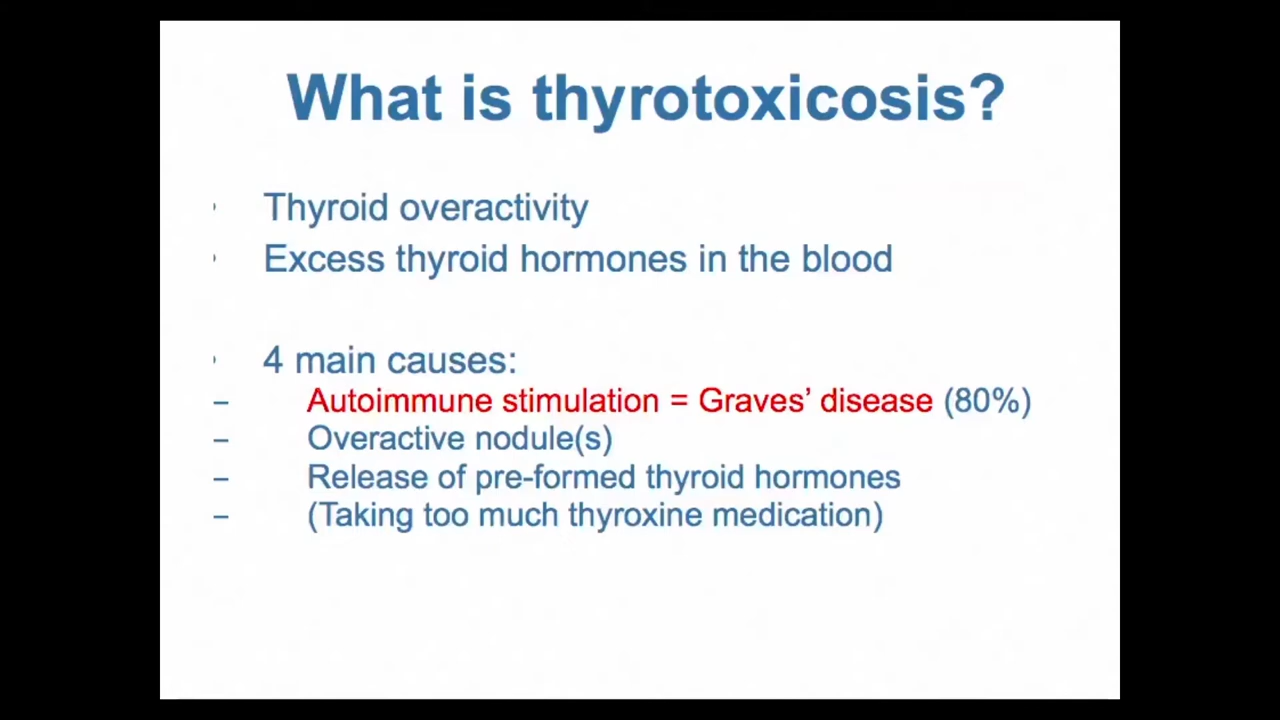 What is thyrotoxicosis?
Thyroid overactivity
Excess thyroid hormones in the blood
4 main causes:
– Autoimmune stimulation = Graves’ disease (80%)
– Overactive nodule(s)
– Release of pre-formed thyroid hormones
– (Taking too much thyroxine medication)